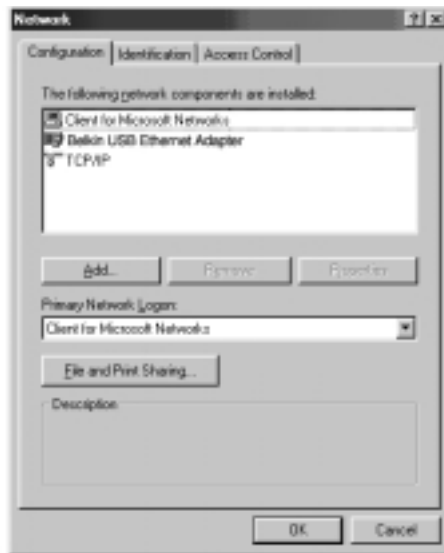 Network
Configuration Identification Access Control
The following network components are installed:
Client for Microsoft Networks
Belkin USB Ethernet Adapter
TCP/IP
Add... Remove Properties
Primary Network Logon:
Client for Microsoft Networks
File and Print Sharing...
Description
OK Cancel